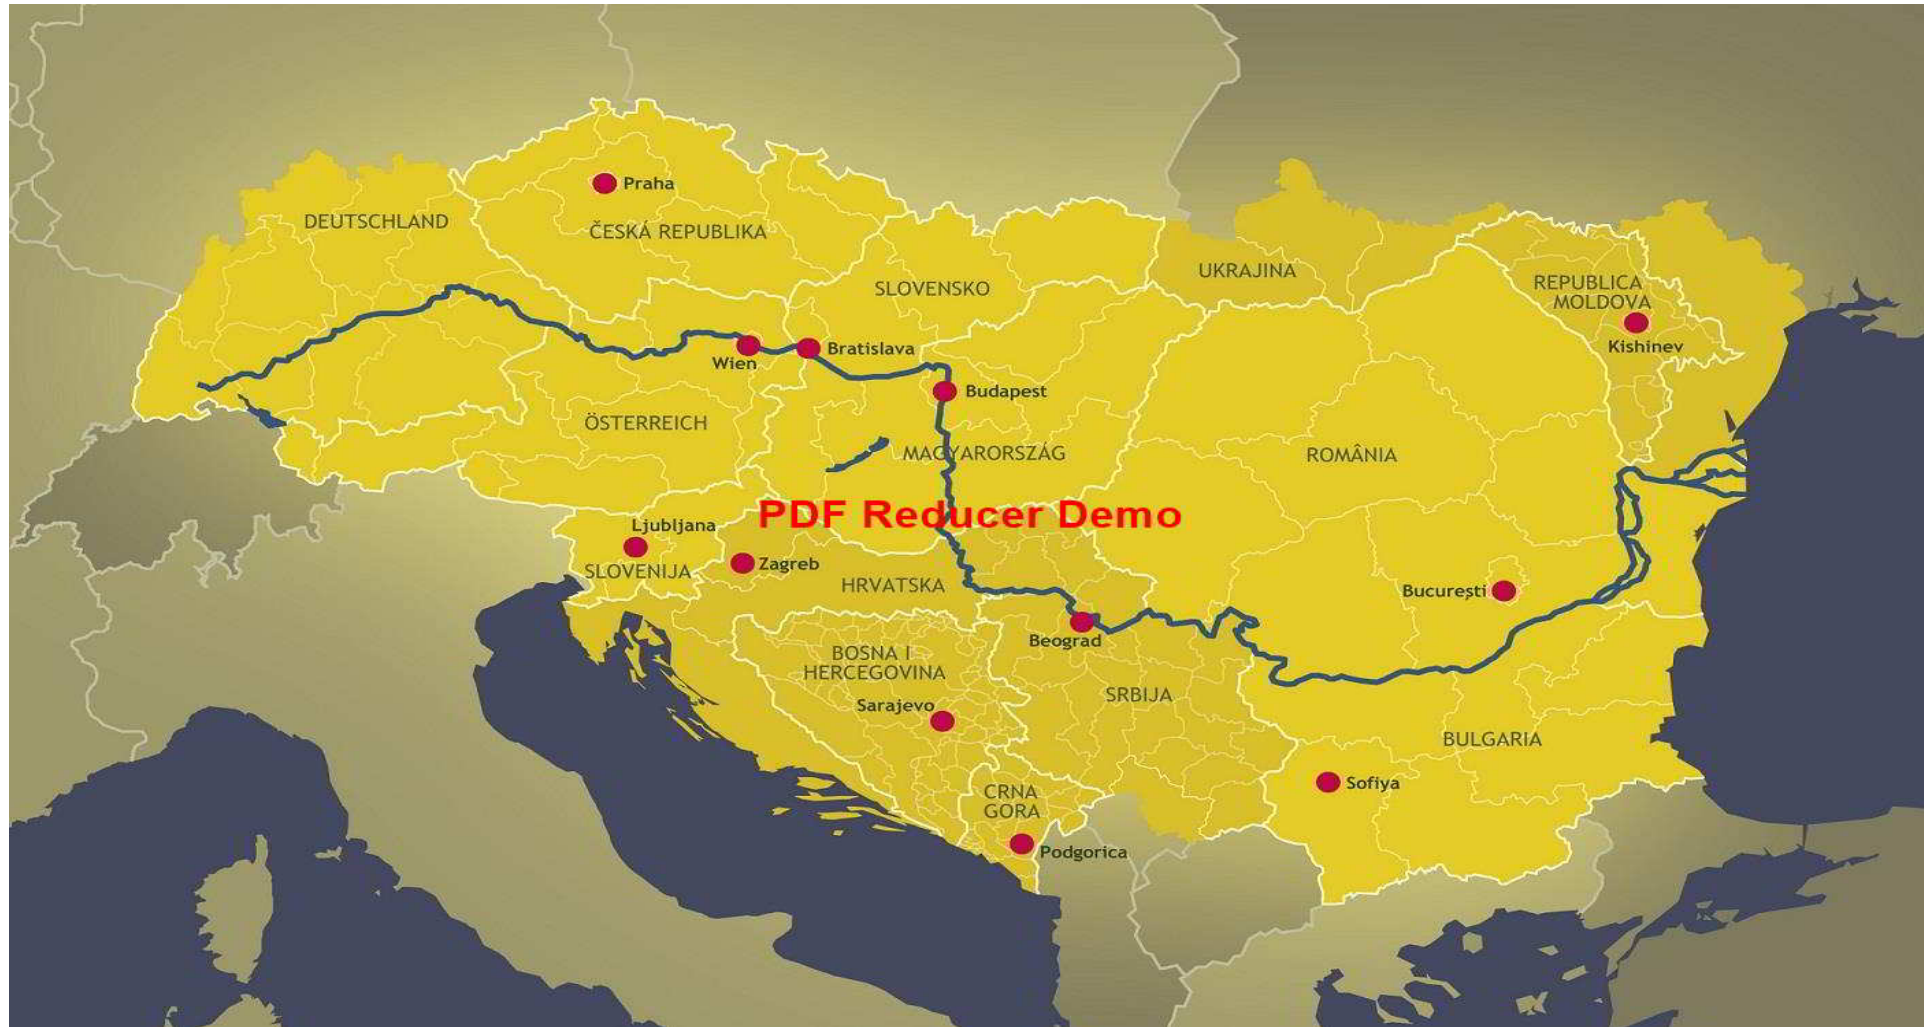 Praha
DEUTSCHLAND
ČESKÁ REPUBLIKA
UKRAJINA
SLOVENSKO
REPUBLICA
MOLDOVA
Kishinev
Wien
Bratislava
Budapest
ÖSTERREICH
MAGYARORSZÁG
ROMÂNIA
PDF Reducer Demo
Ljubljana
SLOVENIJA
Zagreb
HRVATSKA
Bucureşti
Beograd
BOSNA I
HERCEGOVINA
Sarajevo
SRBIJA
BULGARIA
Sofiya
CRNA
GORA
Podgorica